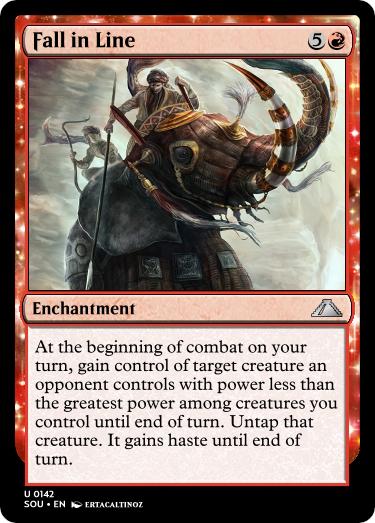 Fall in Line 5
Enchantment
At the beginning of combat on your
turn, gain control of target creature an
opponent controls with power less than
the greatest power among creatures you
control until end of turn. Untap that
creature. It gains haste until end of
turn.
U 0142
SOU • EN ERTACALTINOZ